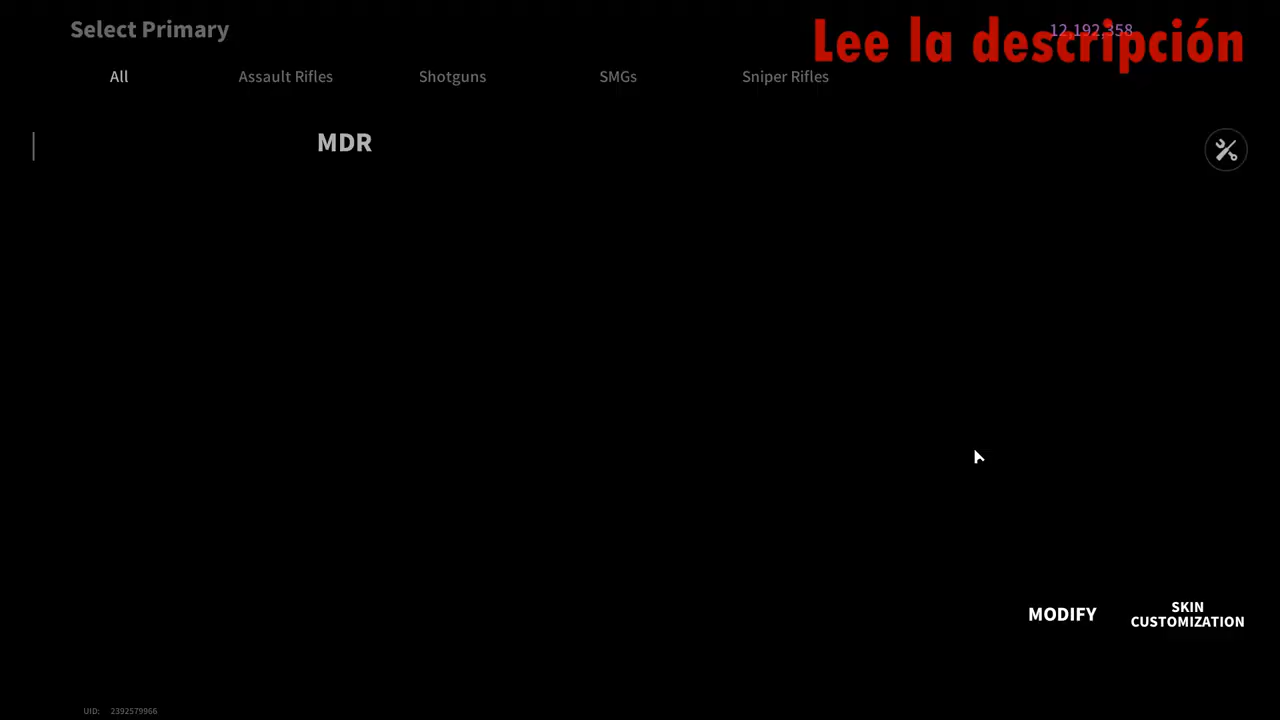 Select Primary
12,192,358
Lee la descripción
All Assault Rifles Shotguns SMGs Sniper Rifles
MDR
MODIFY
SKIN
CUSTOMIZATION
UID: 2392579966